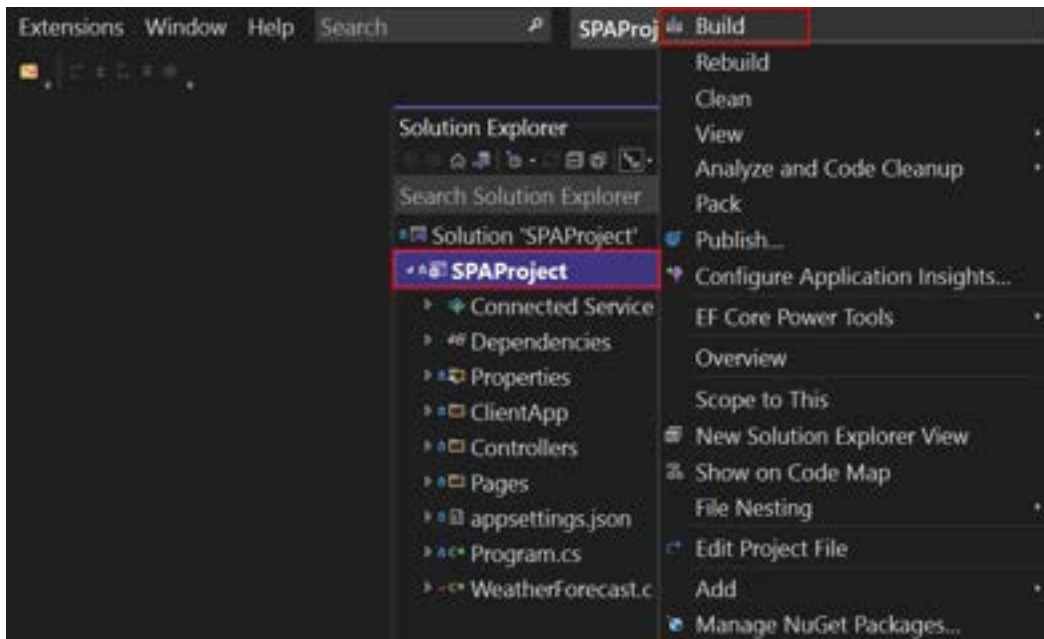 Extensions Window Help Search SPAProj
Solution Explorer
Search Solution Explorer
Solution 'SPAProject'
SPAProject
Connected Service
Dependencies
Properties
ClientApp
Controllers
Pages
appsettings.json
Program.cs
WeatherForecast.c
Build
Rebuild
Clean
View
Analyze and Code Cleanup
Pack
Publish...
Configure Application Insights...
EF Core Power Tools
Overview
Scope to This
New Solution Explorer View
Show on Code Map
File Nesting
Edit Project File
Add
Manage NuGet Packages...